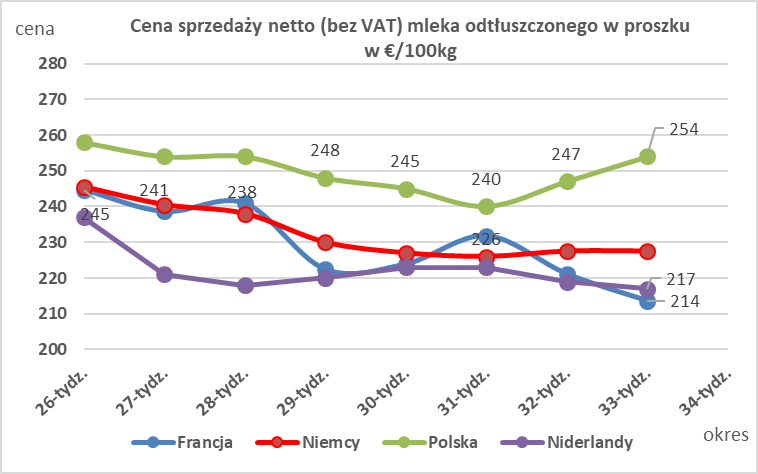 cena
Cena sprzedaży netto (bez VAT) mleka odtłuszczonego w proszku
w €/100kg
280
270
260
250
240
230
220
210
200
245
241
238
248
245
240
226
247
254
217
214
26-tydz.
27-tydz.
28-tydz.
29-tydz.
30-tydz.
31-tydz.
32-tydz.
33-tydz.
34-tydz.
okres
Francja Niemcy Polska Niderlandy